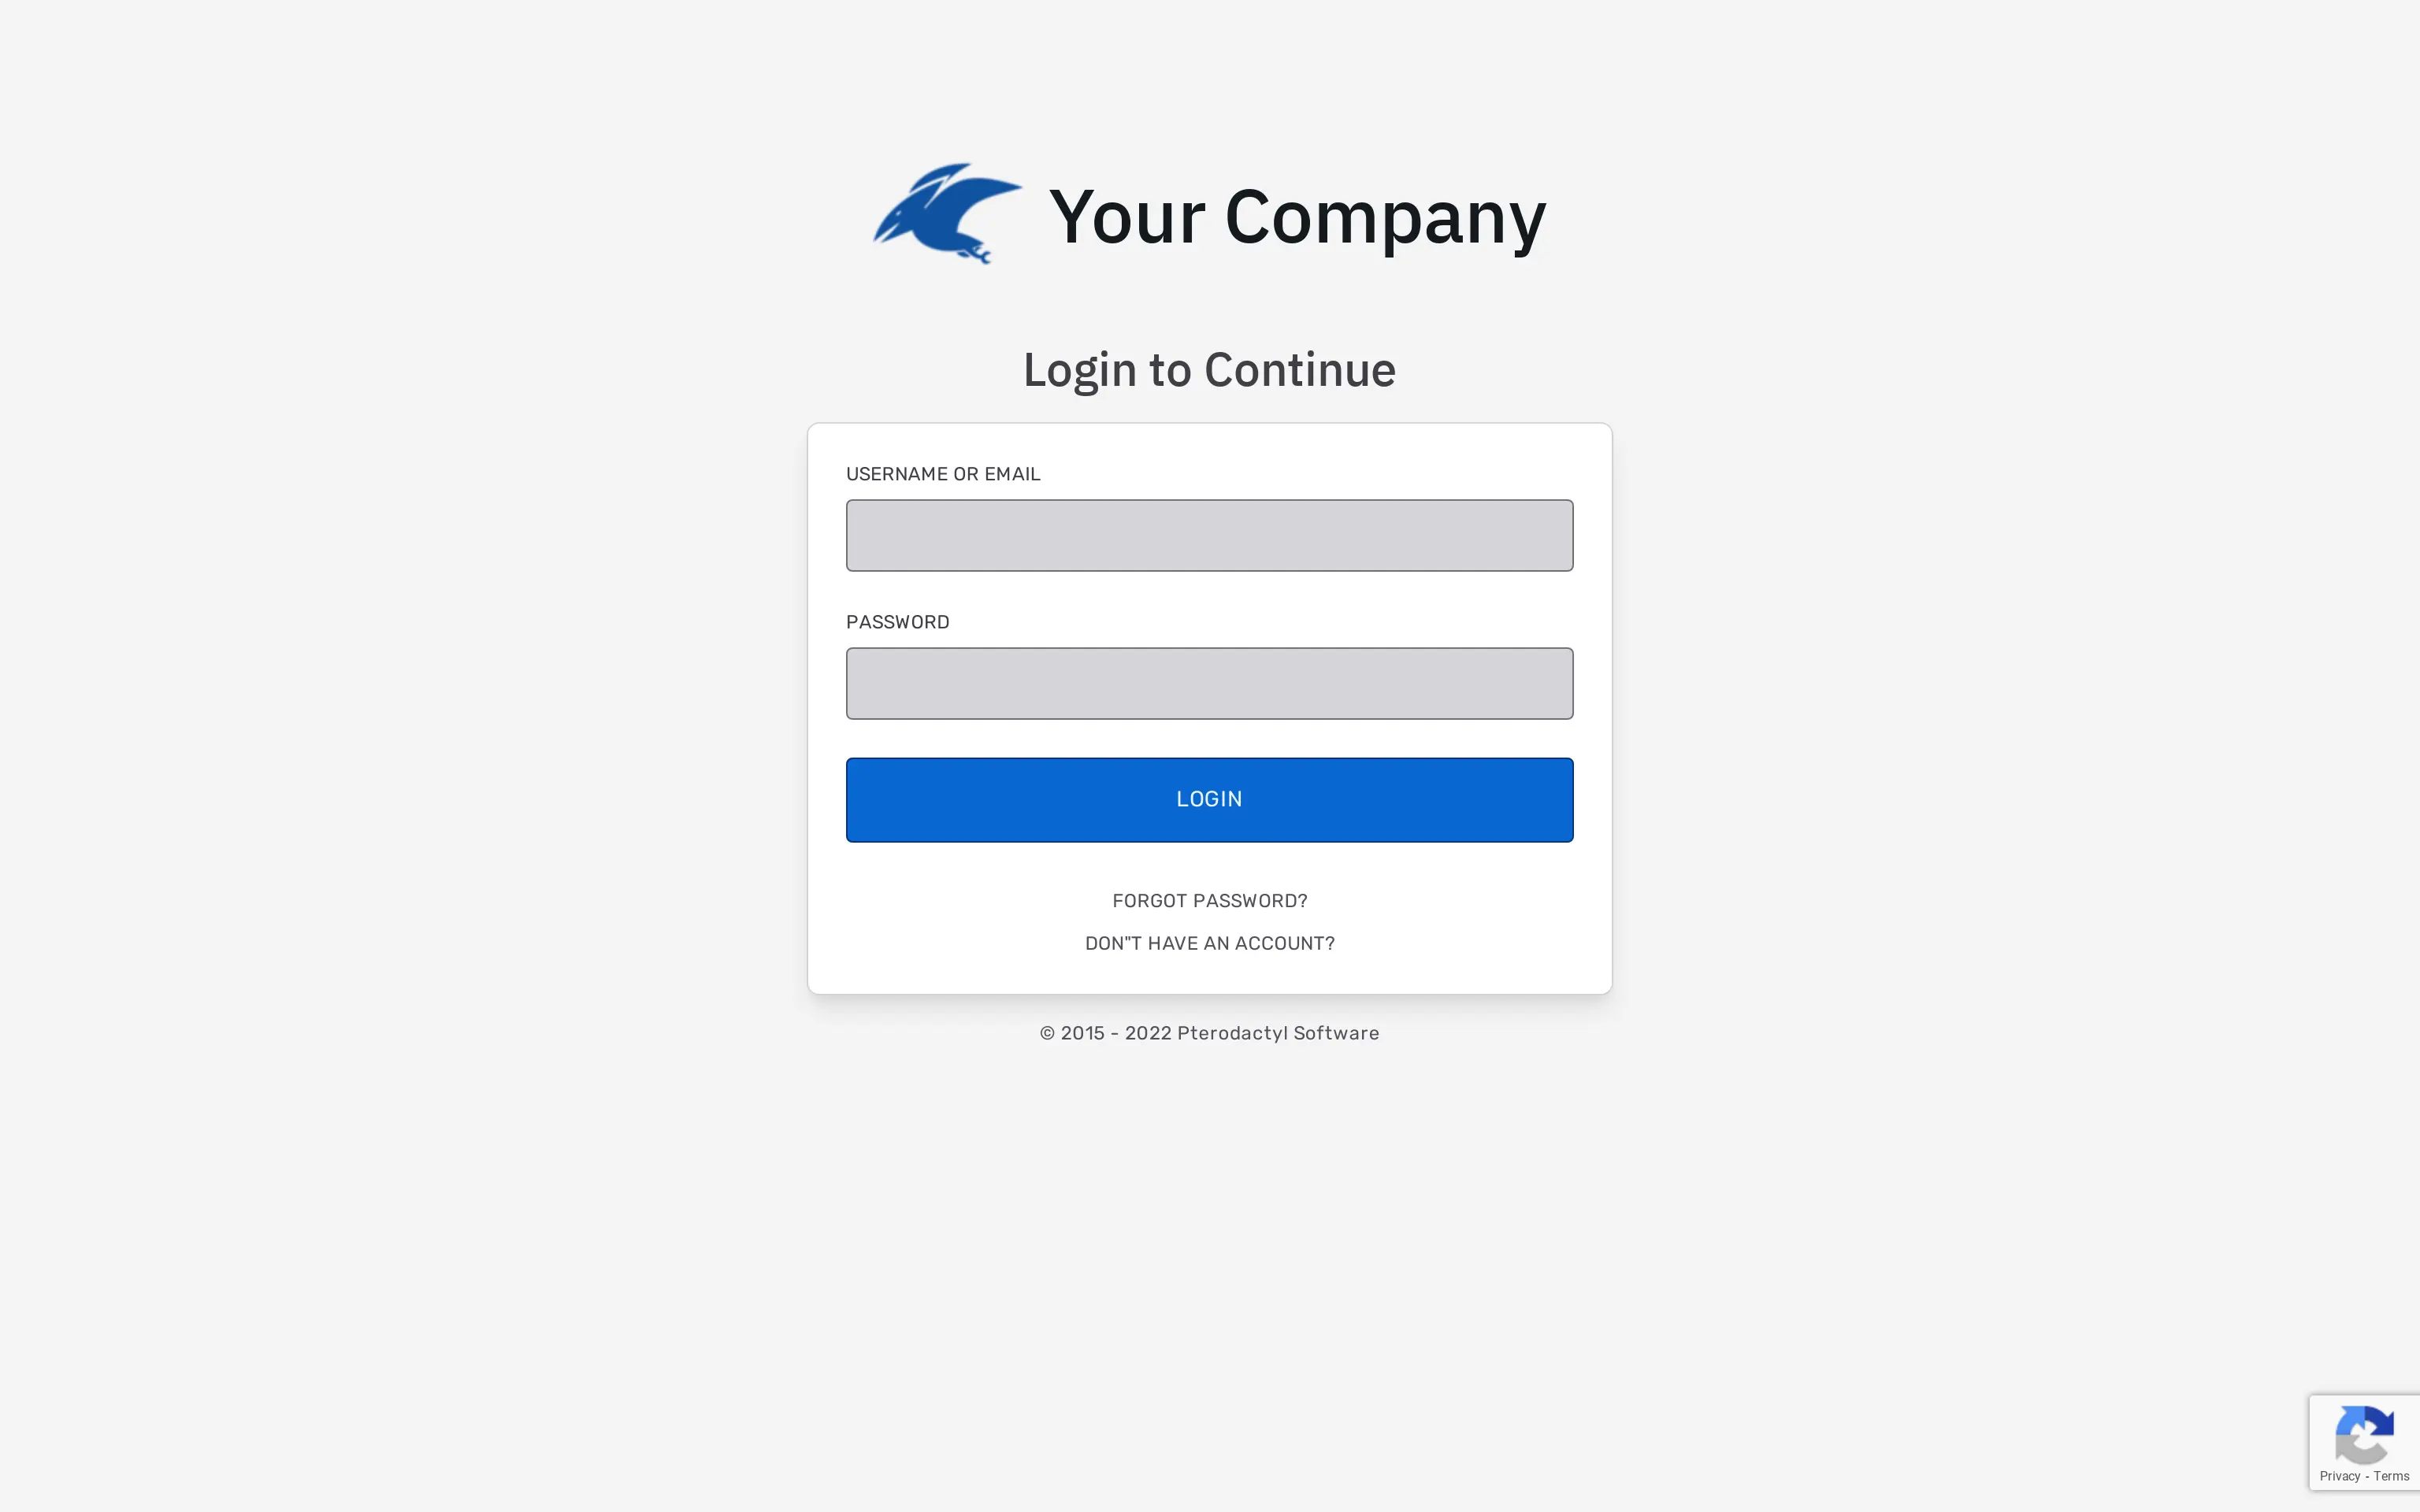 Your Company
Login to Continue
USERNAME OR EMAIL
PASSWORD
LOGIN
FORGOT PASSWORD?
DON"T HAVE AN ACCOUNT?
© 2015 - 2022 Pterodactyl Software
Privacy - Terms